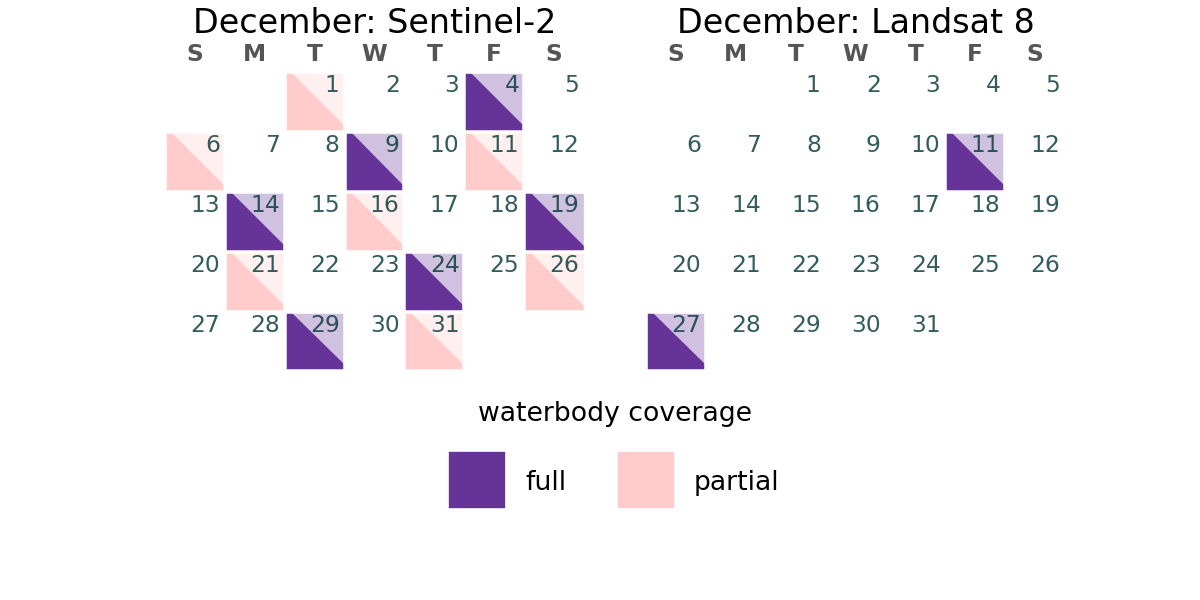 December: Sentinel-2
S M T W T F S
1 2 3 4 5
6 7 8 9 10 11 12
13 14 15 16 17 18 19
20 21 22 23 24 25 26
27 28 29 30 31
December: Landsat 8
S M T W T F S
1 2 3 4 5
6 7 8 9 10 11 12
13 14 15 16 17 18 19
20 21 22 23 24 25 26
27 28 29 30 31
waterbody coverage
full partial